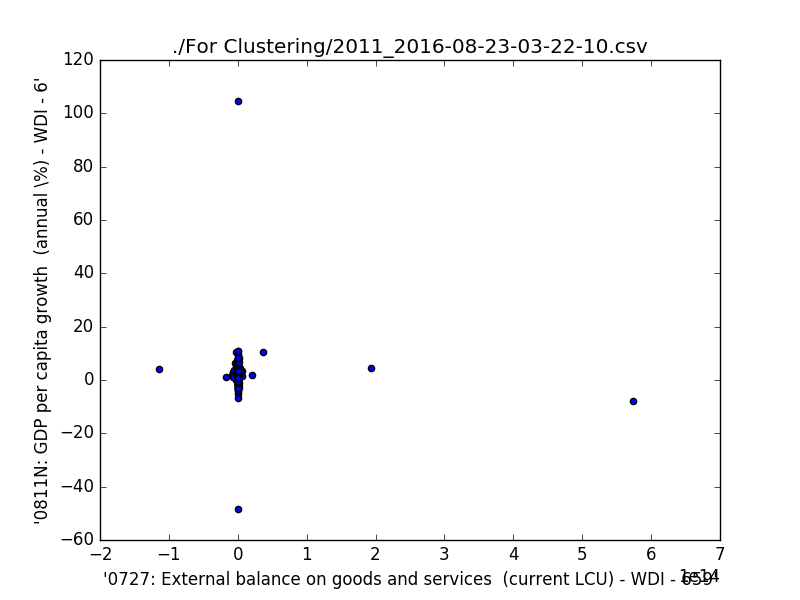 ./For Clustering/2011_2016-08-23-03-22-10.csv
120
100
80
60
40
20
0
−20
−40
−60
'0811N: GDP per capita growth  (annual \%) - WDI - 6'
−2 −1 0 1 2 3 4 5 6 7
1e14
'0727: External balance on goods and services  (current LCU) - WDI - 659'